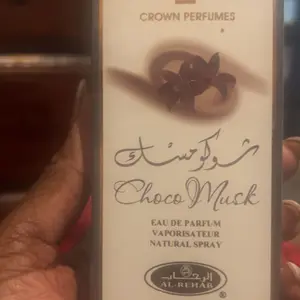 CROWN PERFUMES
شوكو مسك
Choco Musk
EAU DE PARFUM
VAPORISATEUR
NATURAL SPRAY
الرحاب
AL-REHAB